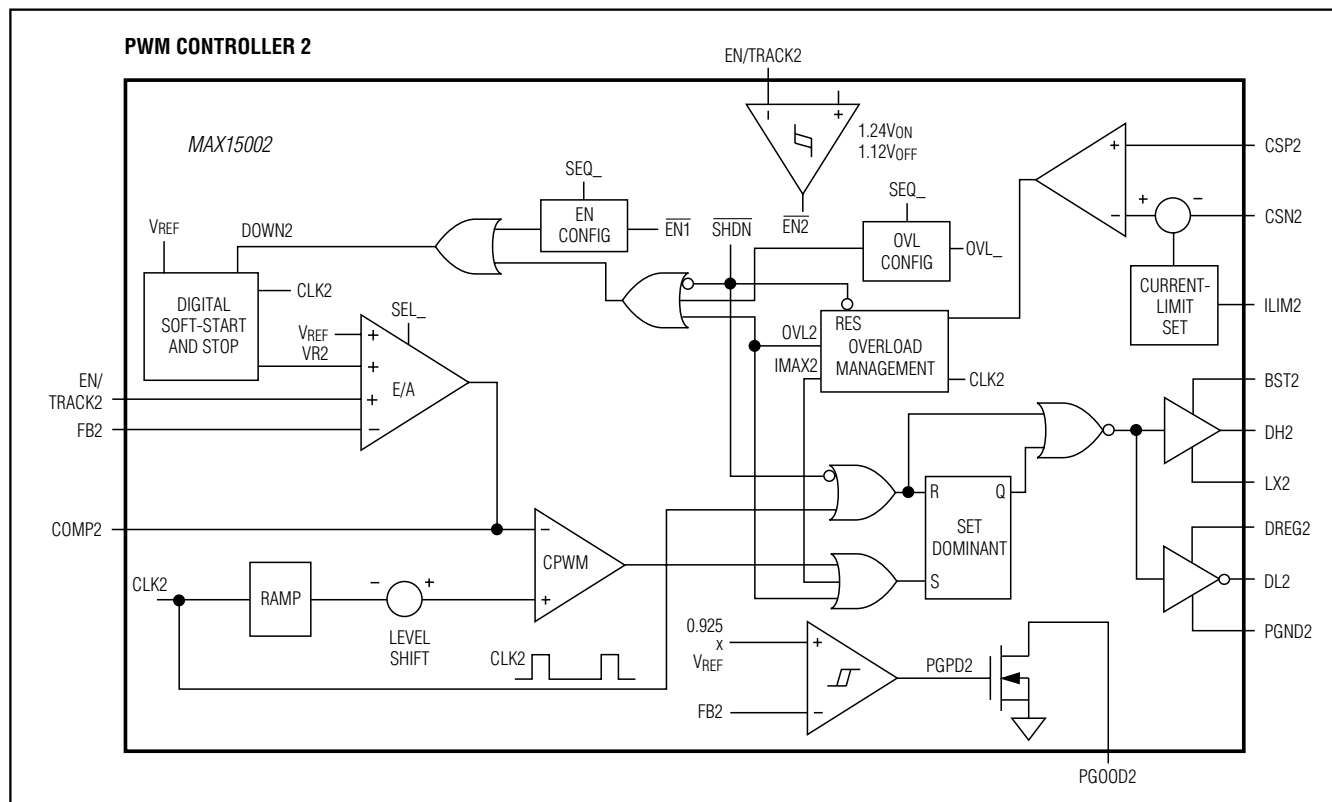 PWM CONTROLLER 2
EN/TRACK2
MAX15002
−
+
1.24VON
1.12VOFF
CSP2
+
SEQ_
SEQ_
+
−
−
CSN2
VREF
DOWN2
EN
CONFIG
EN1
SHDN
EN2
OVL
CONFIG
OVL_
DIGITAL
SOFT-START
AND STOP
CLK2
CURRENT-
LIMIT
SET
ILIM2
SEL_
RES
OVERLOAD
MANAGEMENT
VREF
+
VR2
+
OVL2
IMAX2
CLK2
EN/
TRACK2
+
E/A
BST2
FB2
−
DH2
R
Q
LX2
SET
DOMINANT
COMP2
−
DREG2
CPWM
S
DL2
CLK2
RAMP
−
+
+
LEVEL
SHIFT
0.925
x
VREF
+
PGND2
CLK2
PGPD2
FB2
−
PGOOD2